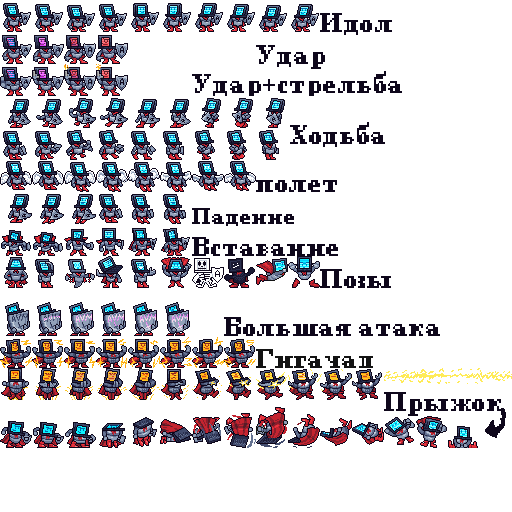 Идол
Удар
Удар+стрельба
Ходьба
полет
Падение
Вставание
Позы
Большая атака
Гигачад
Прыжок